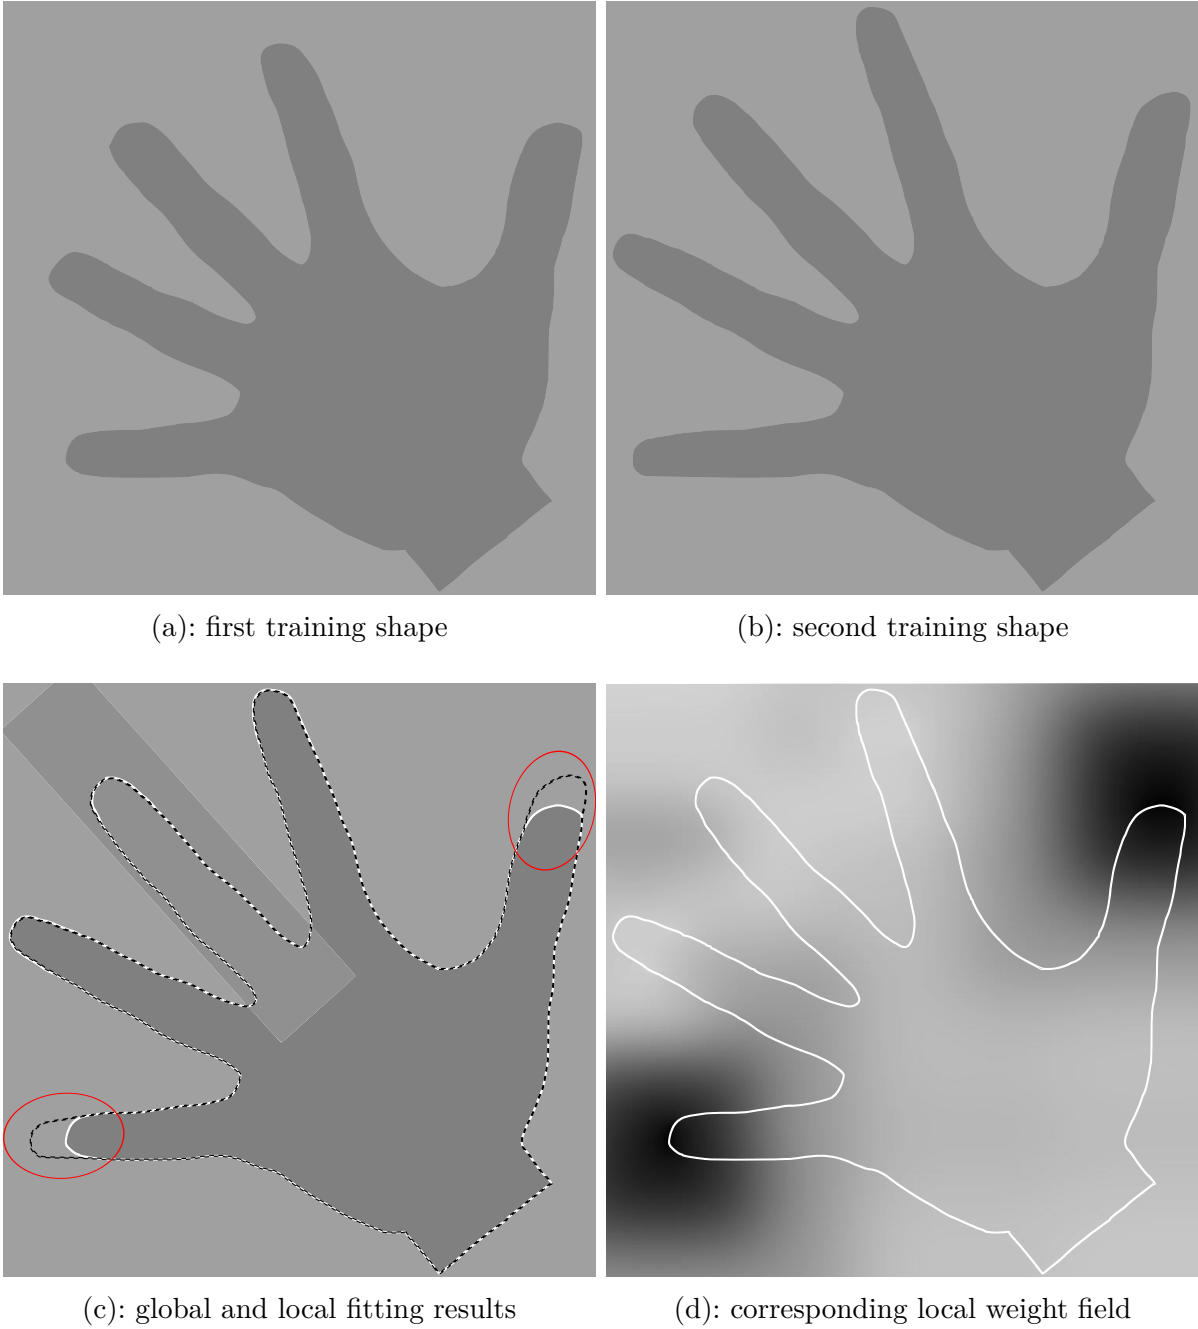 (a): first training shape
(b): second training shape
(c): global and local fitting results
(d): corresponding local weight field